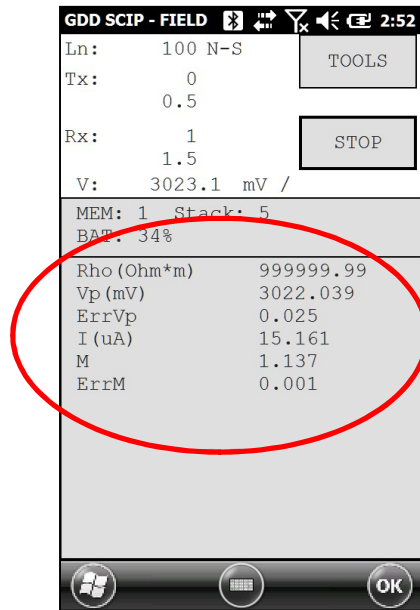 GDD SCIP - FIELD 2:52
Ln: 100 N-S
TOOLS
Tx: 0
0.5
Rx: 1
STOP
1.5
V: 3023.1 mV /
MEM: 1 Stack: 5
BAT: 34%
Rho(Ohm*m) 999999.99
Vp(mV) 3022.039
ErrVp 0.025
I(uA) 15.161
M 1.137
ErrM 0.001
OK